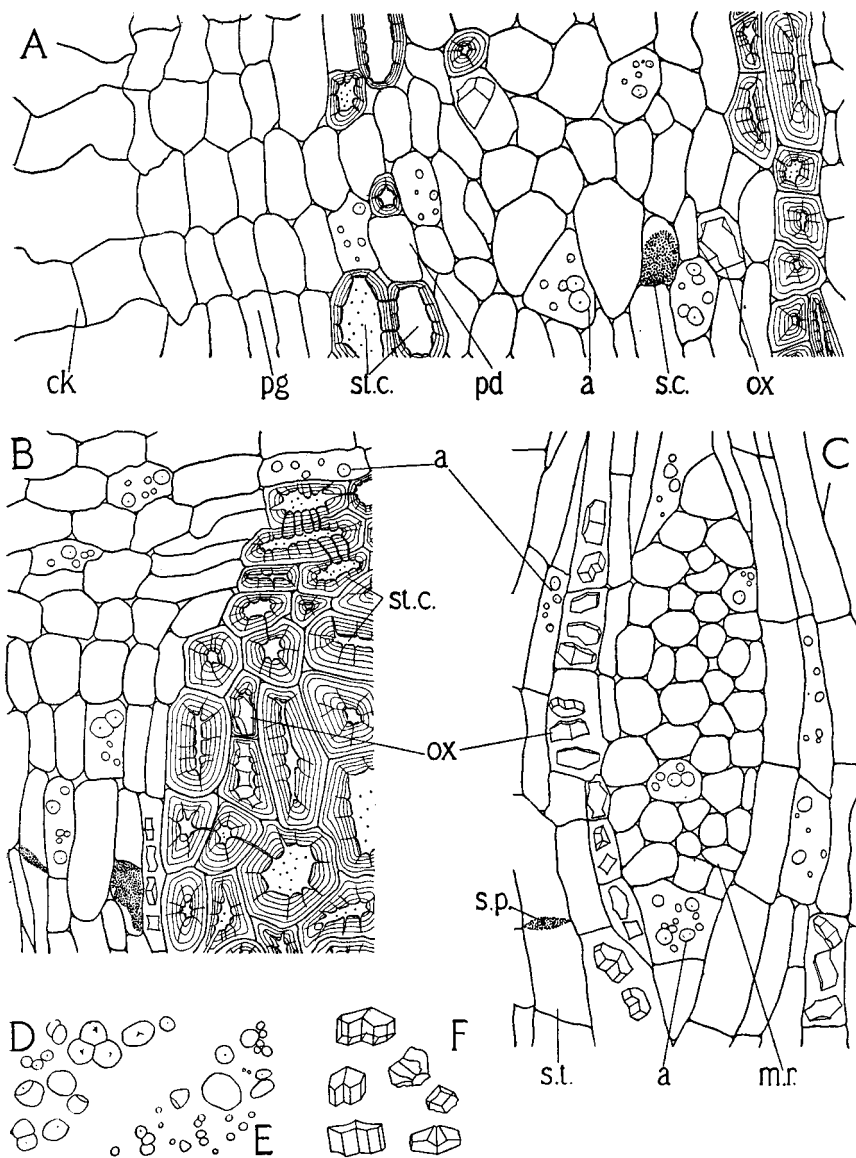 A
ck pg st.c. pd a s.c. ox
B a C
st.c.
ox
s.p.
s.t. a m.r.
D F
E